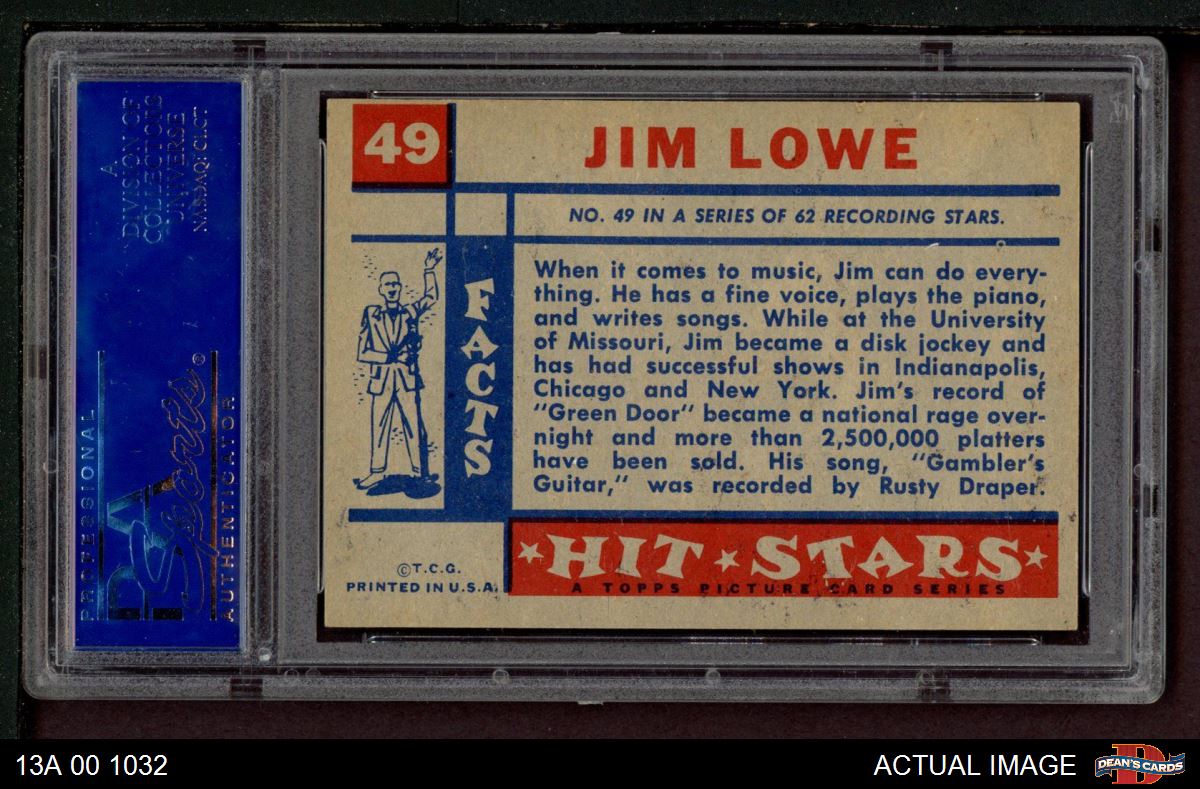 A
DIVISION OF
COLLECTORS
UNIVERSE
NASDAQ: CLCT
PROFESSIONAL
PSA
Sports®
AUTHENTICATOR
49
JIM LOWE
NO. 49 IN A SERIES OF 62 RECORDING STARS.
FACTS
When it comes to music, Jim can do every-
thing. He has a fine voice, plays the piano,
and writes songs. While at the University
of Missouri, Jim became a disk jockey and
has had successful shows in Indianapolis,
Chicago and New York. Jim's record of
"Green Door" became a national rage over-
night and more than 2,500,000 platters
have been sold. His song, "Gambler's
Guitar," was recorded by Rusty Draper.
HIT STARS
A TOPPS PICTURE CARD SERIES
©T.C.G.
PRINTED IN U.S.A.
13A 00 1032
ACTUAL IMAGE
DEAN'S CARDS